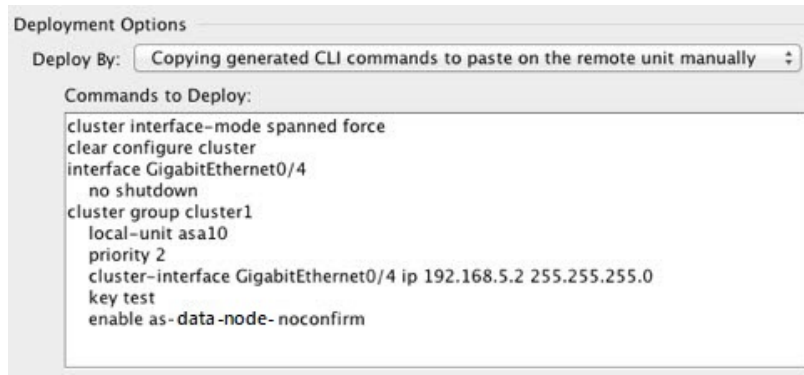 Deployment Options
Deploy By: Copying generated CLI commands to paste on the remote unit manually
Commands to Deploy:
cluster interface-mode spanned force
clear configure cluster
interface GigabitEthernet0/4
no shutdown
cluster group cluster1
local-unit asa10
priority 2
cluster-interface GigabitEthernet0/4 ip 192.168.5.2 255.255.255.0
key test
enable as-data-node-noconfirm